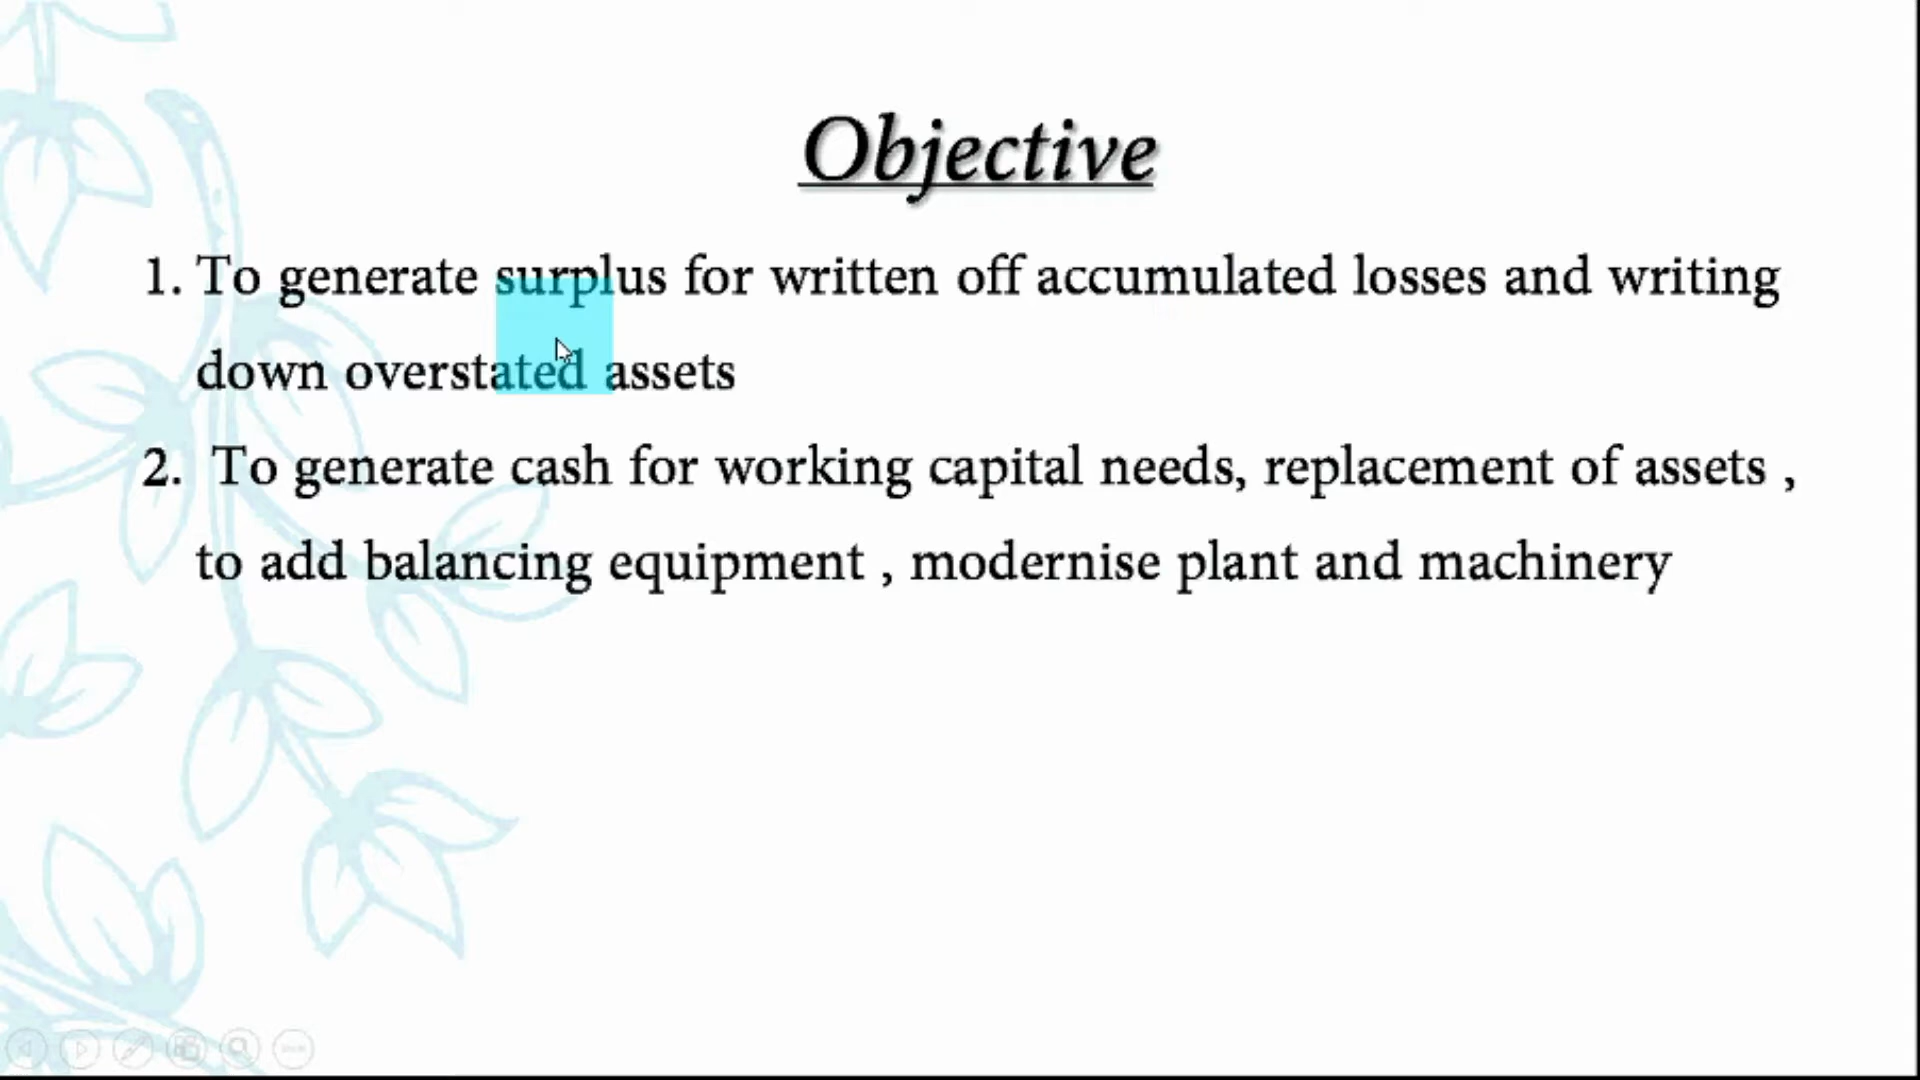 Objective
1. To generate surplus for written off accumulated losses and writing
down overstated assets
2. To generate cash for working capital needs, replacement of assets ,
to add balancing equipment , modernise plant and machinery